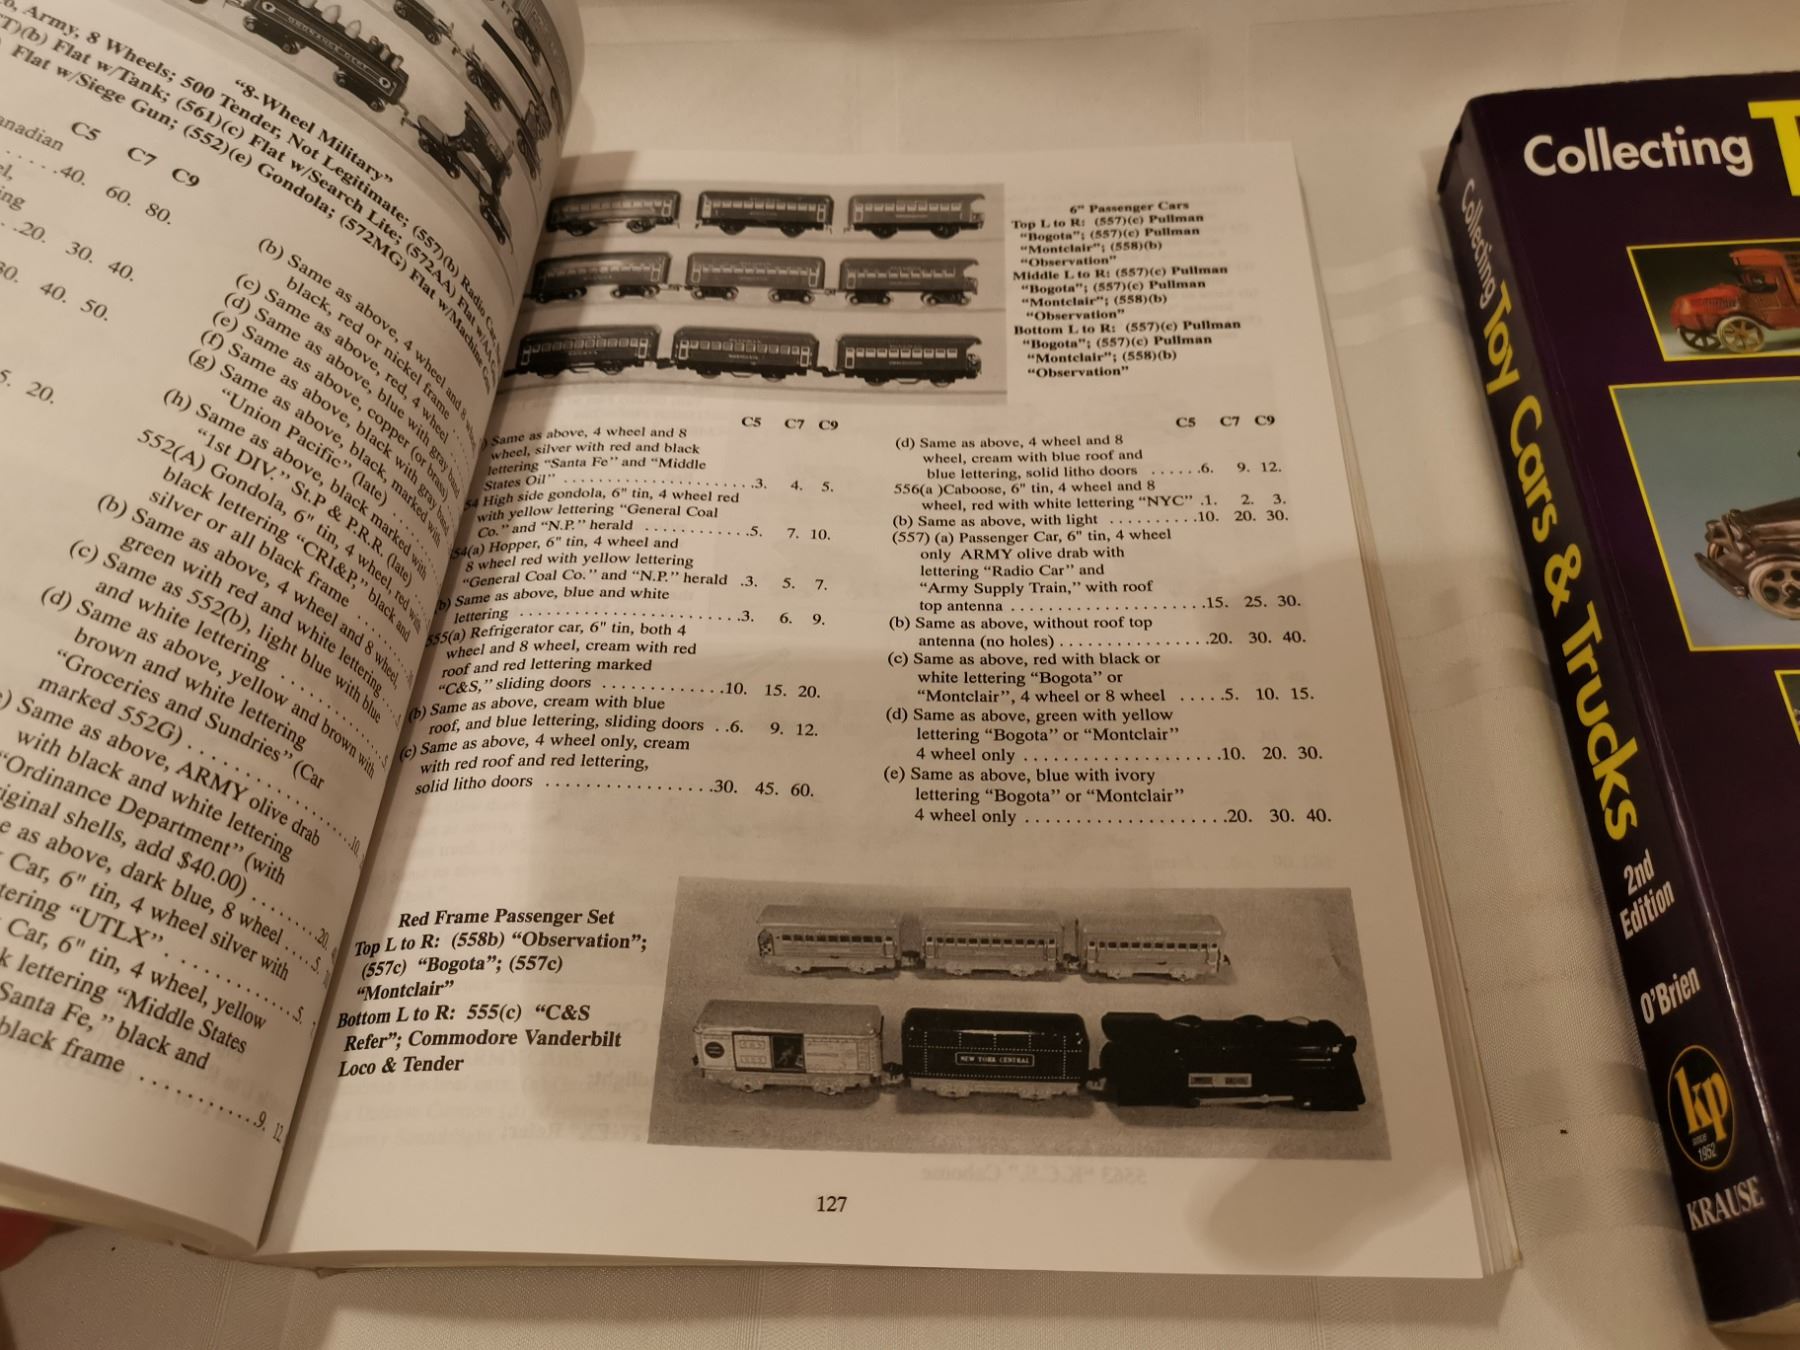 ORDNANCE DEPT.
Army, 8 Wheels; 500 Tender, Not Legitimate; (557)(b) Radio Car,
(b) Flat w/Tank; (561)(c) Flat w/Search Lite; (572AA) Flat w/AA
Flat w/Siege Gun; (552)(e) Gondola; (572MG) Flat w/Machine
"8-Wheel Military"
C5 C7 C9
40. 60. 80.
.20. 30. 40.
40. 50.
5. 20.
(b) Same as above, 4 wheel and 8 wheel
black, red or nickel frame
(c) Same as above, red, 4 wheel
(d) Same as above, blue with gray band
(e) Same as above, copper (or brass)
(f) Same as above, black with gray band
(g) Same as above, black, marked with
"Union Pacific" (late)
(h) Same as above, black marked with
"1st DIV." St.P & P.R.R. (late)
552(A) Gondola, 6" tin, 4 wheel, red with
black lettering "CRI&P," black and
silver or all black frame
(b) Same as above, 4 wheel and 8 wheel,
green with red and white lettering
(c) Same as 552(b), light blue with blue
and white lettering
(d) Same as above, yellow and brown with
brown and white lettering
"Groceries and Sundries" (Car
marked 552G)
Same as above, ARMY olive drab
with black and white lettering
"Ordinance Department" (with
original shells, add $40.00)
as above, dark blue, 8 wheel
Car, 6" tin, 4 wheel silver with
"UTLX"
Car, 6" tin, 4 wheel, yellow
lettering "Middle States
Santa Fe," black and
black frame ...........9. 12
6" Passenger Cars
Top L to R: (557)(c) Pullman
"Bogota"; (557)(c) Pullman
"Montclair"; (558)(b)
"Observation"
Middle L to R: (557)(c) Pullman
"Bogota"; (557)(c) Pullman
"Montclair"; (558)(b)
"Observation"
Bottom L to R: (557)(c) Pullman
"Bogota"; (557)(c) Pullman
"Montclair"; (558)(b)
"Observation"
C5 C7 C9
) Same as above, 4 wheel and 8
wheel, silver with red and black
lettering "Santa Fe" and "Middle
States Oil" ......................3. 4. 5.
54 High side gondola, 6" tin, 4 wheel red
with yellow lettering "General Coal
Co." and "N.P." herald ..........5. 7. 10.
54(a) Hopper, 6" tin, 4 wheel and
8 wheel red with yellow lettering
"General Coal Co." and "N.P." herald .3. 5. 7.
b) Same as above, blue and white
lettering ......................3. 6. 9.
555(a) Refrigerator car, 6" tin, both 4
wheel and 8 wheel, cream with red
roof and red lettering marked
"C&S," sliding doors ............10. 15. 20.
(b) Same as above, cream with blue
roof, and blue lettering, sliding doors ..6. 9. 12.
(c) Same as above, 4 wheel only, cream
with red roof and red lettering,
solid litho doors .................30. 45. 60.
C5 C7 C9
(d) Same as above, 4 wheel and 8
wheel, cream with blue roof and
blue lettering, solid litho doors ......6. 9. 12.
556(a )Caboose, 6" tin, 4 wheel and 8
wheel, red with white lettering "NYC" .1. 2. 3.
(b) Same as above, with light ..........10. 20. 30.
(557) (a) Passenger Car, 6" tin, 4 wheel
only ARMY olive drab with
lettering "Radio Car" and
"Army Supply Train," with roof
top antenna ......................15. 25. 30.
(b) Same as above, without roof top
antenna (no holes) ................20. 30. 40.
(c) Same as above, red with black or
white lettering "Bogota" or
"Montclair", 4 wheel or 8 wheel .....5. 10. 15.
(d) Same as above, green with yellow
lettering "Bogota" or "Montclair"
4 wheel only ......................10. 20. 30.
(e) Same as above, blue with ivory
lettering "Bogota" or "Montclair"
4 wheel only ......................20. 30. 40.
Red Frame Passenger Set
Top L to R: (558b) "Observation";
(557c) "Bogota"; (557c)
"Montclair"
Bottom L to R: 555(c) "C&S
Refer"; Commodore Vanderbilt
Loco & Tender
NEW YORK CENTRAL
127
Collecting T
Collecting Toy Cars & Trucks
2nd
Edition
O'Brien
kp
since
1952
KRAUSE